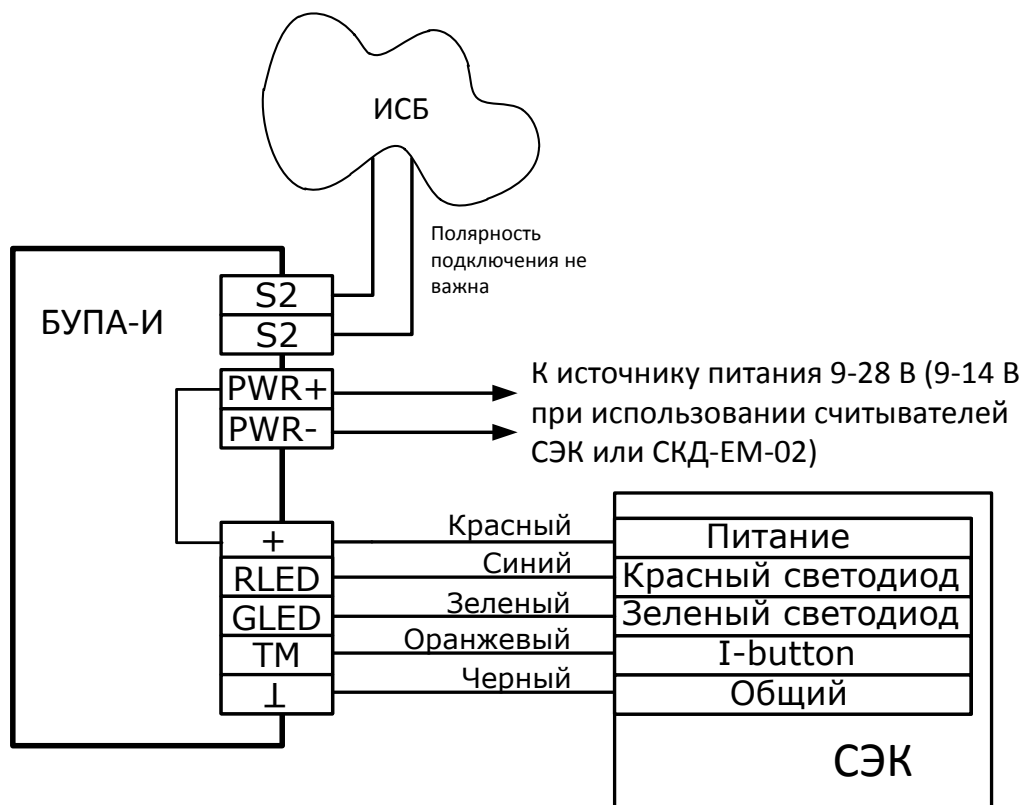 ИСБ
Полярность
подключения не
важна
БУПА-И
S2
S2
PWR+
PWR-
К источнику питания 9-28 В (9-14 В
при использовании считывателей
СЭК или СКД-ЕМ-02)
+
RLED
GLED
TM
⊥
Красный
Синий
Зеленый
Оранжевый
Черный
Питание
Красный светодиод
Зеленый светодиод
I-button
Общий
СЭК